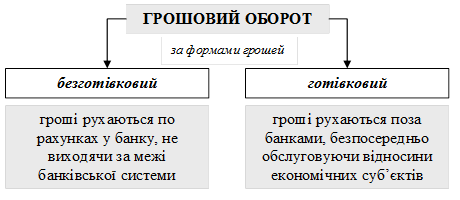 ГРОШОВИЙ ОБОРОТ
за формами грошей
безготівковий
готівковий
гроші рухаються по
рахунках у банку, не
виходячи за межі
банківської системи
гроші рухаються поза
банками, безпосередньо
обслуговуючи відносини
економічних суб’єктів